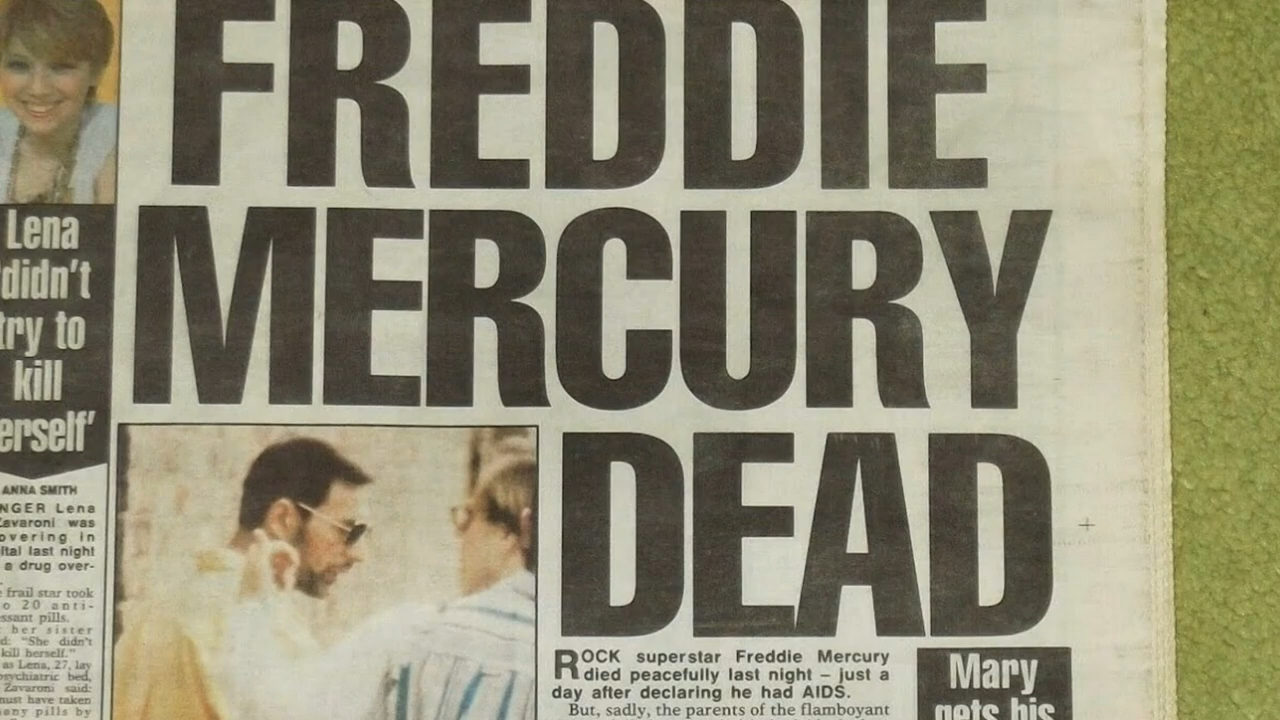 FREDDIE
MERCURY
DEAD
Lena
'didn't
try to
kill
erself'
ANNA SMITH
NGER Lena
Zavaroni was
overing in
ital last night
a drug over-
frail star took
o 20 anti-
ssant pills.
her sister
d: "She didn't
kill herself."
as Lena, 27, lay
psychiatric bed,
Zavaroni said:
must have taken
many pills by
ROCK superstar Freddie Mercury
died peacefully last night – just a
day after declaring he had AIDS.
But, sadly, the parents of the flamboyant
Mary
gets his